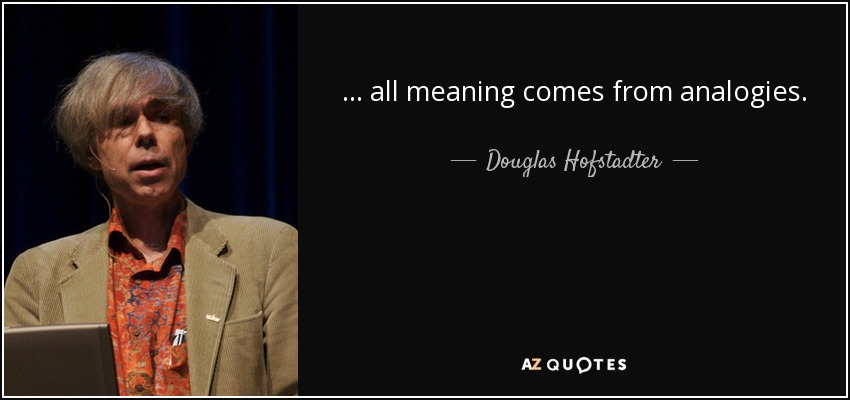 ... all meaning comes from analogies.
Douglas Hofstadter
AZ QUOTES